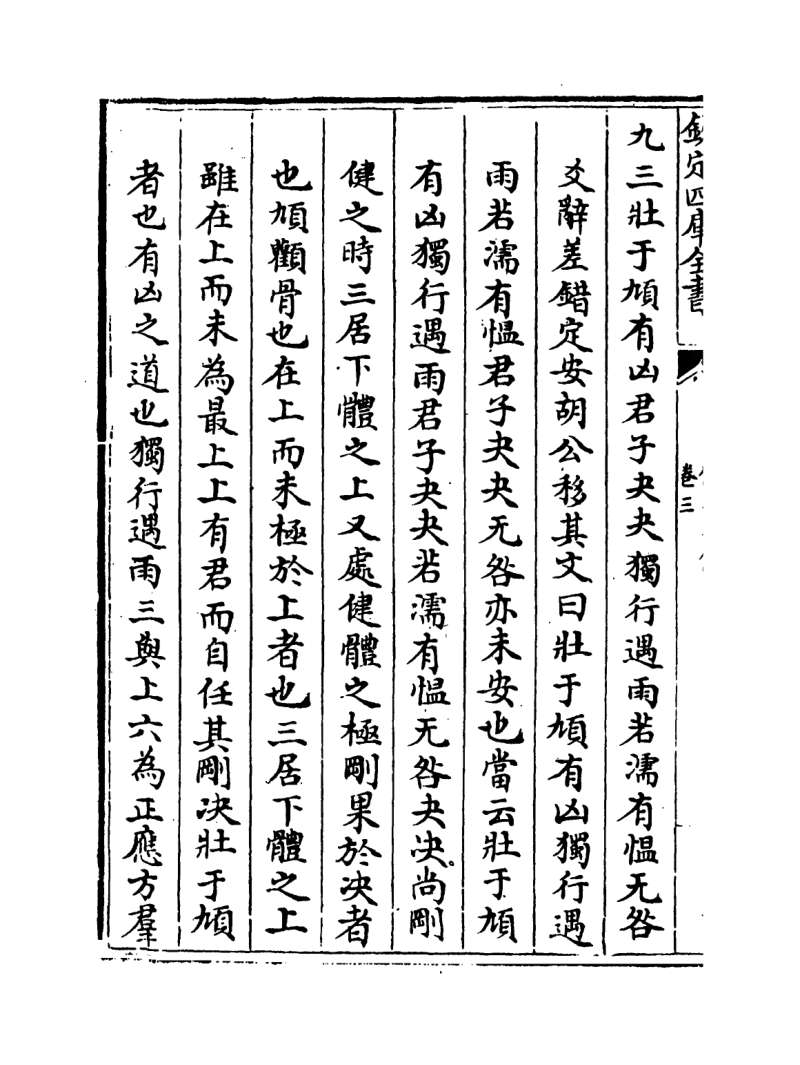 欽定四庫全書
卷三
九三壯于頄有凶君子夬夬獨行遇雨若濡有愠无咎
爻辭差錯定安胡公移其文曰壯于頄有凶獨行遇
雨若濡有愠君子夬夬无咎亦未安也當云壯于頄
有凶獨行遇雨君子夬夬若濡有愠无咎夬决尚剛
健之時三居下體之上又處健體之極剛果於决者
也頄顴骨也在上而未極於上者也三居下體之上
雖在上而未為最上上有君而自任其剛决壯于頄
者也有凶之道也獨行遇雨三與上六為正應方羣